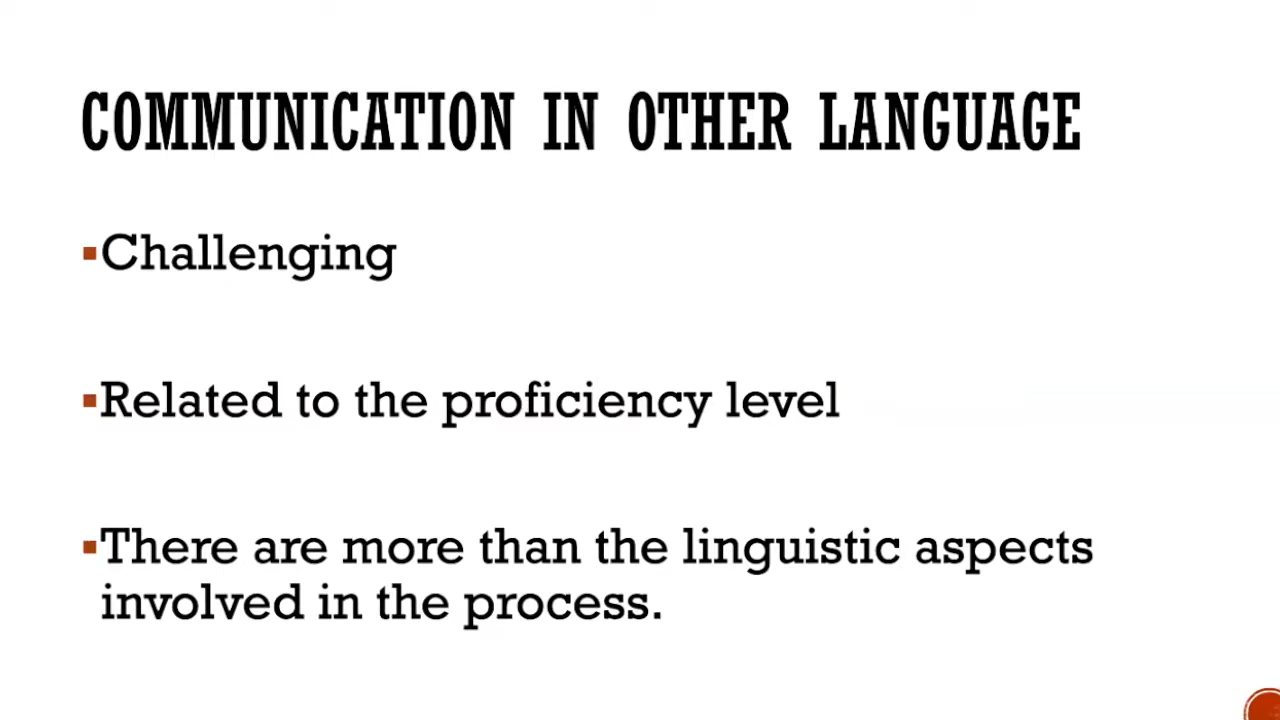 COMMUNICATION IN OTHER LANGUAGE
▪Challenging
▪Related to the proficiency level
▪There are more than the linguistic aspects
involved in the process.